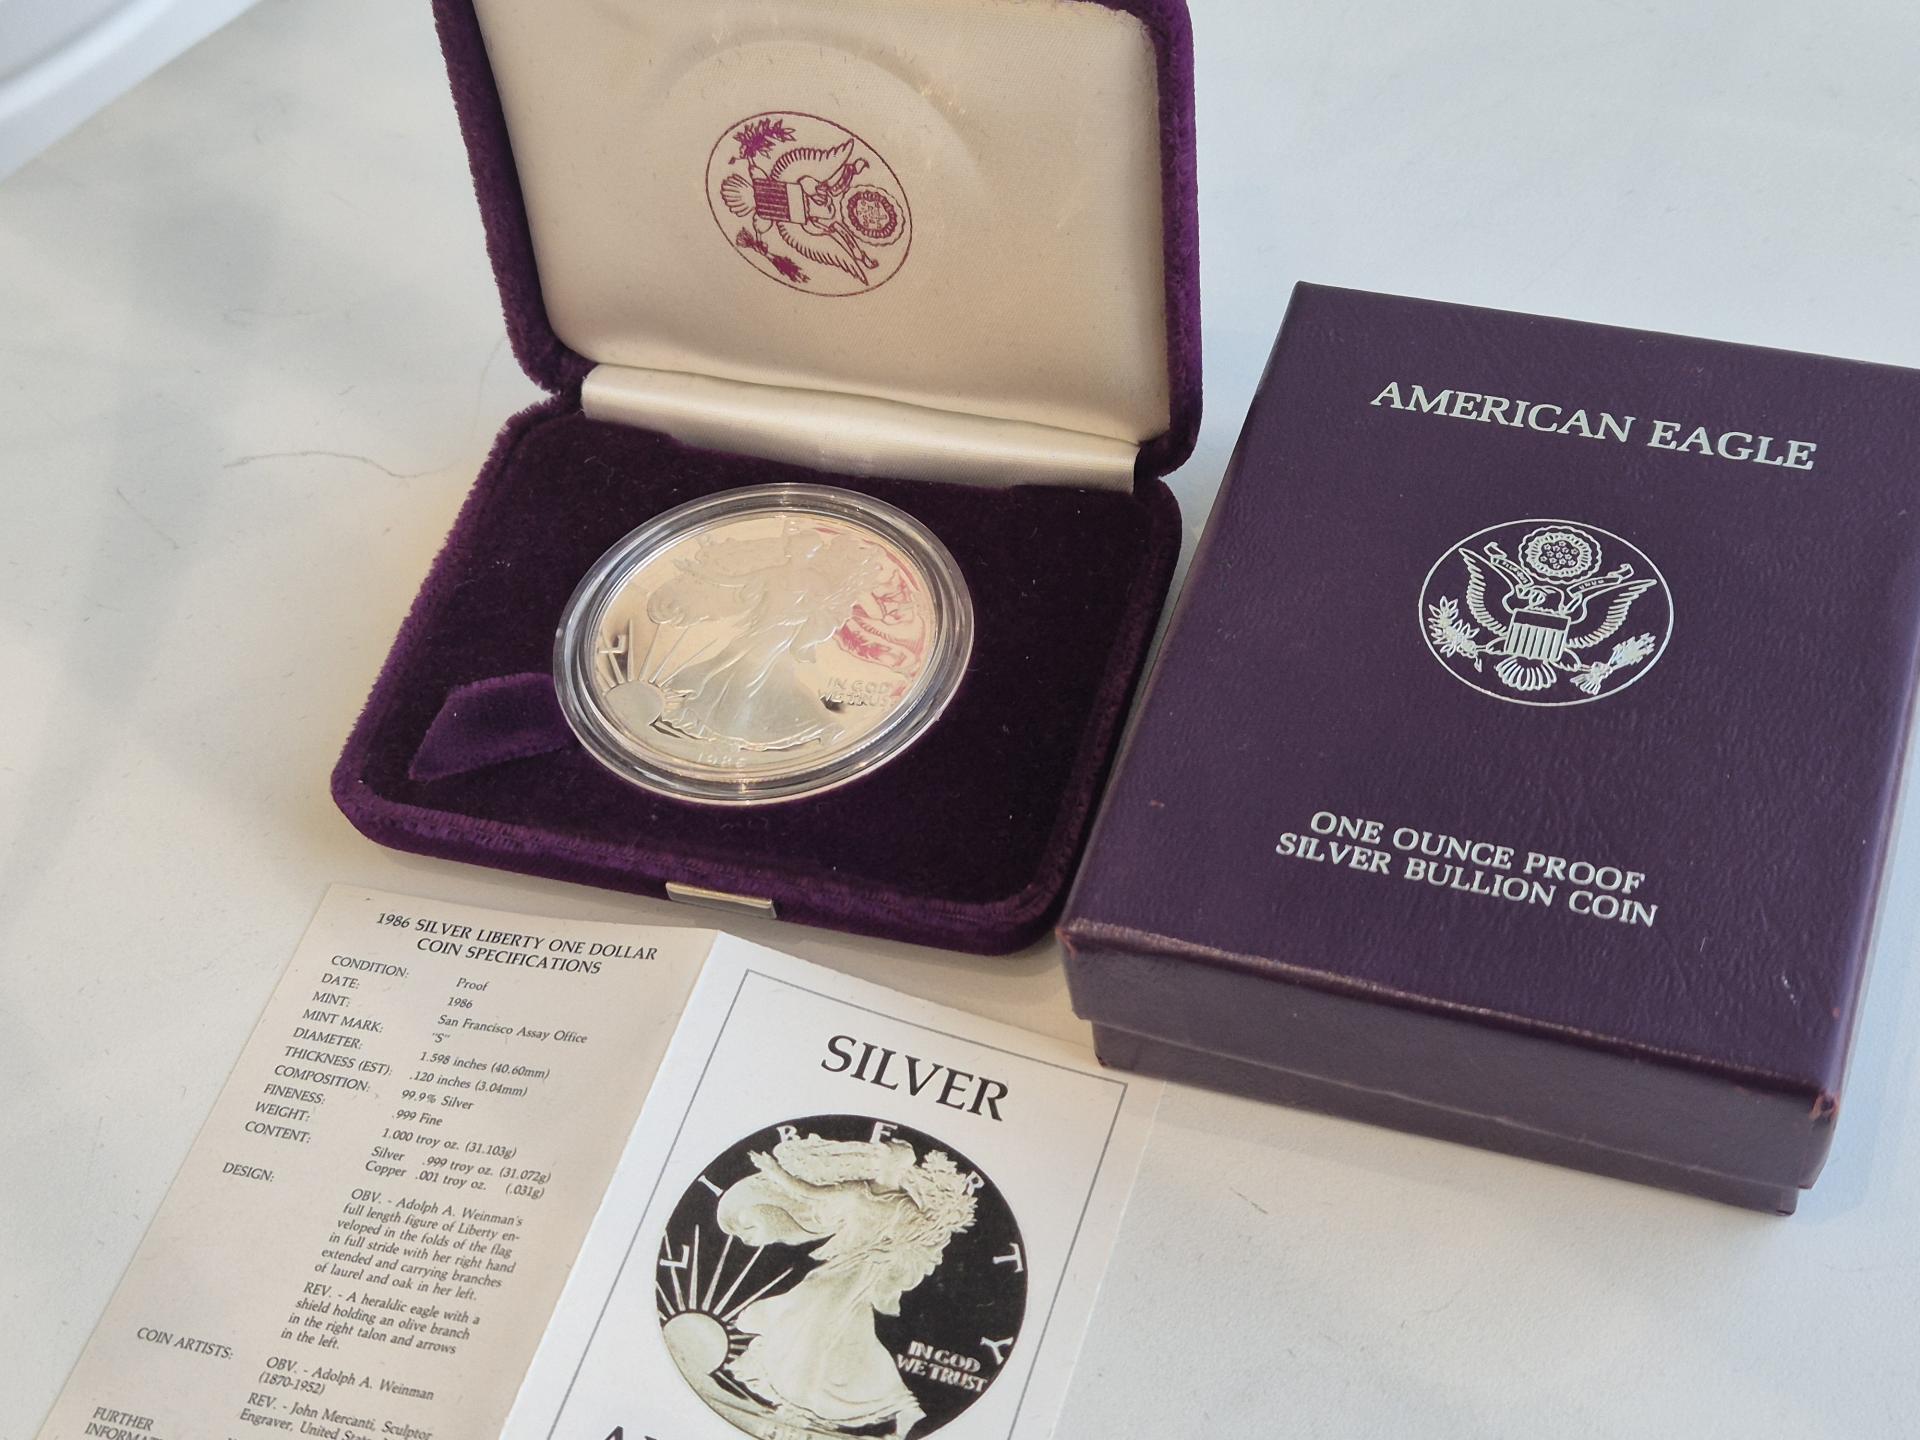 IN GOD
WE TRUST
1986
AMERICAN EAGLE
ONE OUNCE PROOF
SILVER BULLION COIN
1986 SILVER LIBERTY ONE DOLLAR
COIN SPECIFICATIONS
CONDITION: Proof
DATE: 1986
MINT: San Francisco Assay Office
MINT MARK: "S"
DIAMETER: 1.598 inches (40.60mm)
THICKNESS (EST): .120 inches (3.04mm)
COMPOSITION: 99.9% Silver
FINENESS: .999 Fine
WEIGHT: 1.000 troy oz. (31.103g)
CONTENT: Silver .999 troy oz. (31.072g)
Copper .001 troy oz. (.031g)
DESIGN:
OBV. - Adolph A. Weinman's
full length figure of Liberty en-
veloped in the folds of the flag
in full stride with her right hand
extended and carrying branches
of laurel and oak in her left.
REV. - A heraldic eagle with a
shield holding an olive branch
in the right talon and arrows
in the left.
COIN ARTISTS:
OBV. - Adolph A. Weinman
(1870-1952)
REV. - John Mercanti, Sculptor
Engraver, United
FURTHER
SILVER
LIBERTY
IN GOD
WE TRUST